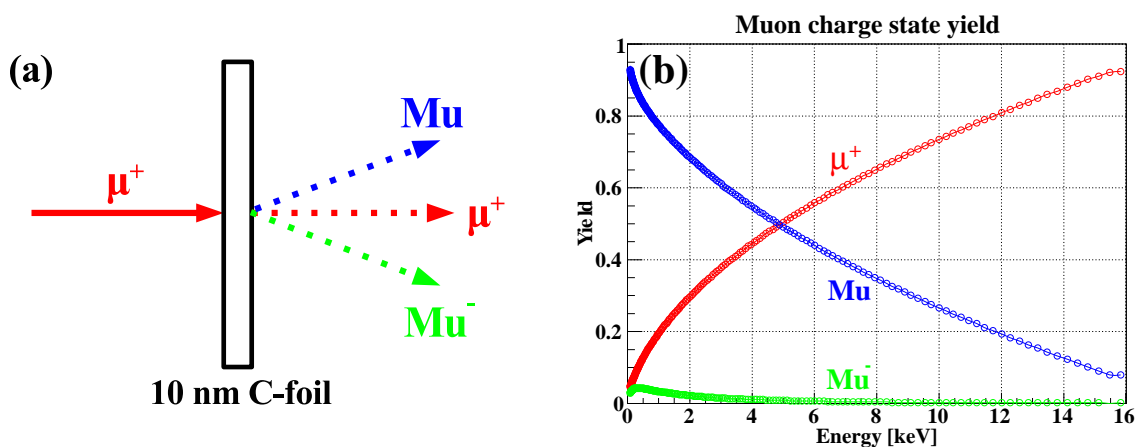 (a)
Mu
μ⁺
μ⁺
Mu⁻
10 nm C-foil
Muon charge state yield
(b)
Yield
1
0.8
0.6
0.4
0.2
0
μ⁺
Mu
Mu⁻
0 2 4 6 8 10 12 14 16
Energy [keV]